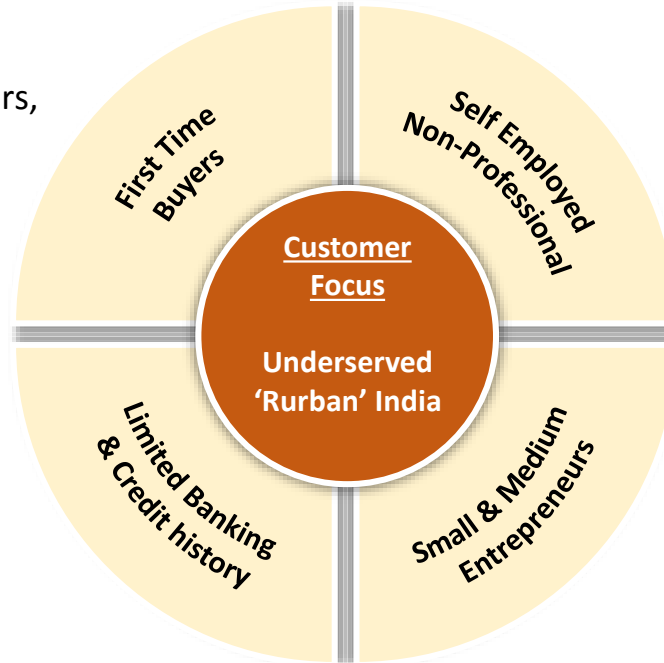 rs,
First Time
Buyers
Self Employed
Non-Professional
Customer
Focus
Underserved
‘Rurban’ India
Limited Banking
& Credit history
Small & Medium
Entrepreneurs